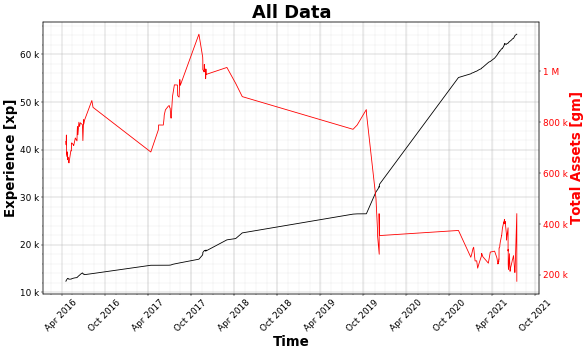 All Data
60 k
50 k
40 k
30 k
20 k
10 k
Experience [xp]
1 M
800 k
600 k
400 k
200 k
Total Assets [gm]
Apr 2016
Oct 2016
Apr 2017
Oct 2017
Apr 2018
Oct 2018
Apr 2019
Oct 2019
Apr 2020
Oct 2020
Apr 2021
Oct 2021
Time